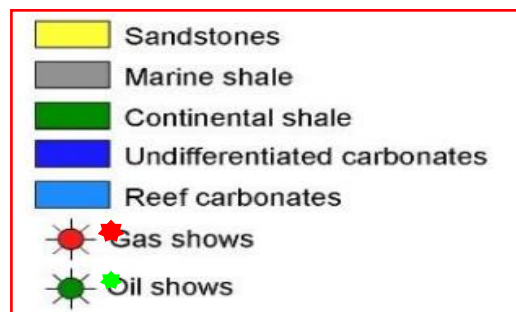 Sandstones
Marine shale
Continental shale
Undifferentiated carbonates
Reef carbonates
Gas shows
Oil shows